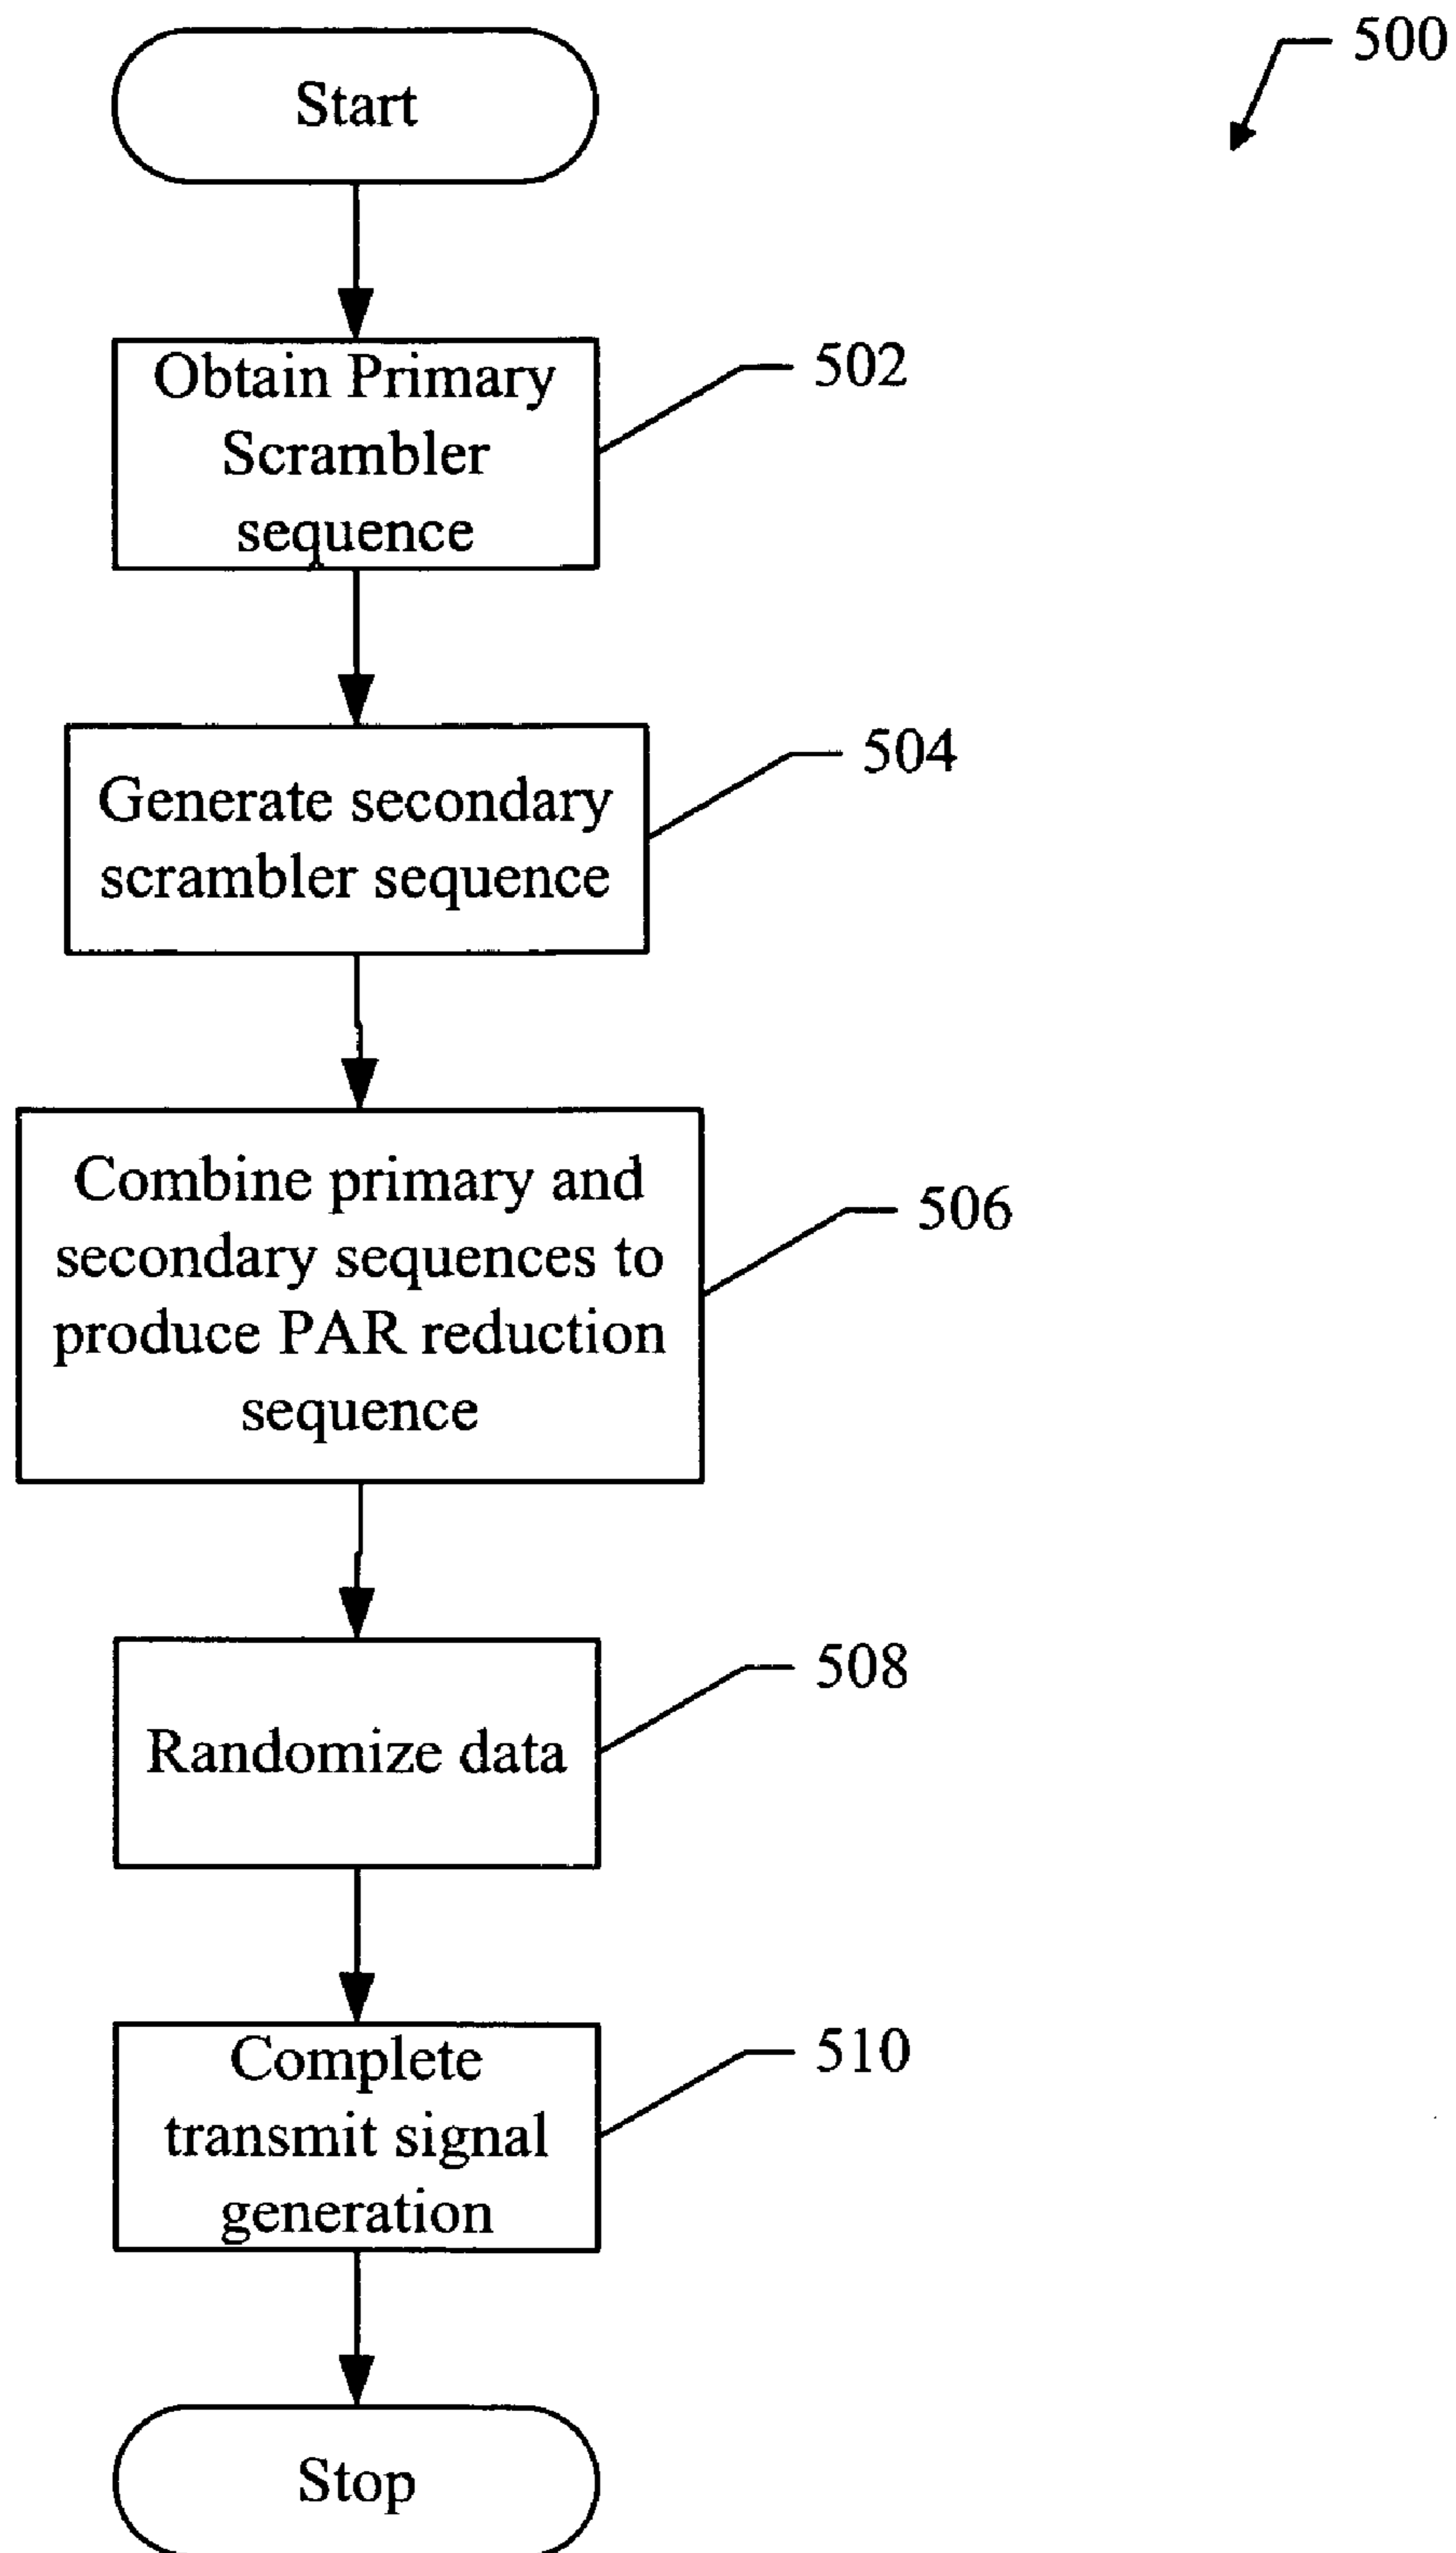 Start
500
Obtain Primary
Scrambler
sequence
502
Generate secondary
scrambler sequence
504
Combine primary and
secondary sequences to
produce PAR reduction
sequence
506
Randomize data
508
Complete
transmit signal
generation
510
Stop